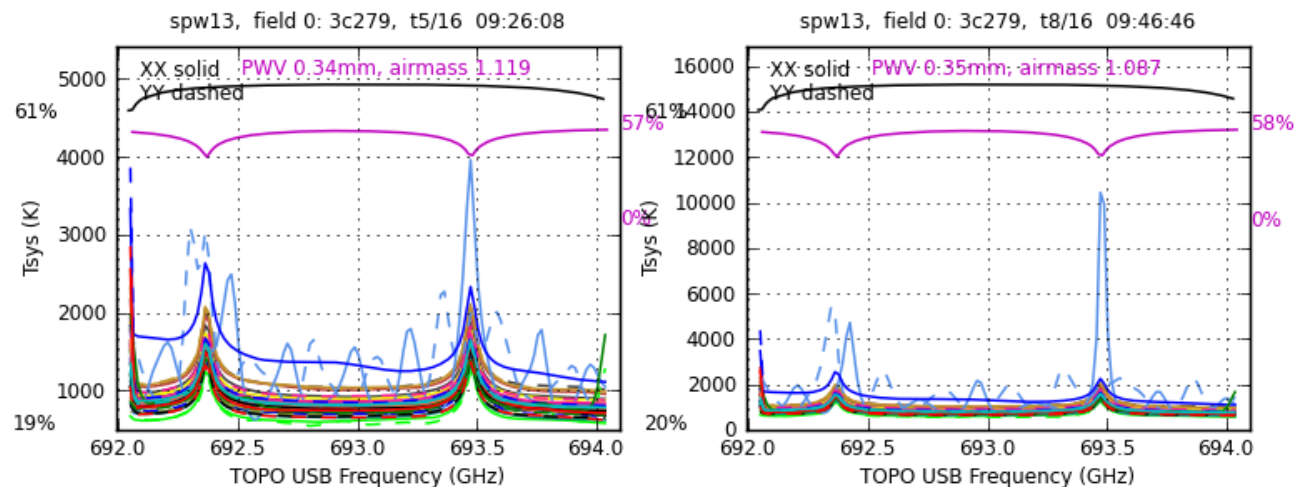 spw13, field 0: 3c279, t5/16 09:26:08
XX solid PWV 0.34mm, airmass 1.119
YY dashed
5000
4000
3000
2000
1000
61%
19%
57%
0%
Tsys (K)
692.0 692.5 693.0 693.5 694.0
TOPO USB Frequency (GHz)
spw13, field 0: 3c279, t8/16 09:46:46
XX solid PWV 0.35mm, airmass 1.087
YY dashed
16000
14000
12000
10000
8000
6000
4000
2000
0
61%
20%
58%
0%
Tsys (K)
692.0 692.5 693.0 693.5 694.0
TOPO USB Frequency (GHz)